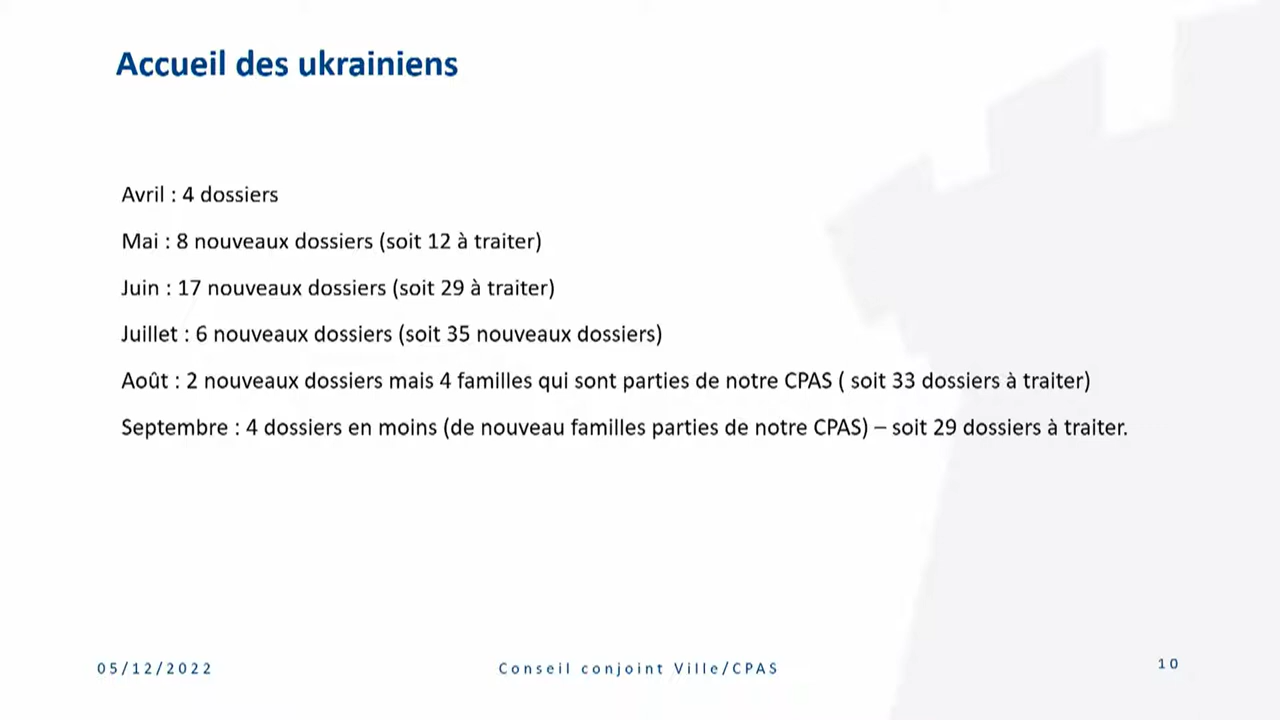 Accueil des ukrainiens
Avril : 4 dossiers
Mai : 8 nouveaux dossiers (soit 12 à traiter)
Juin : 17 nouveaux dossiers (soit 29 à traiter)
Juillet : 6 nouveaux dossiers (soit 35 nouveaux dossiers)
Août : 2 nouveaux dossiers mais 4 familles qui sont parties de notre CPAS ( soit 33 dossiers à traiter)
Septembre : 4 dossiers en moins (de nouveau familles parties de notre CPAS) – soit 29 dossiers à traiter.
05/12/2022
Conseil conjoint Ville/CPAS
10